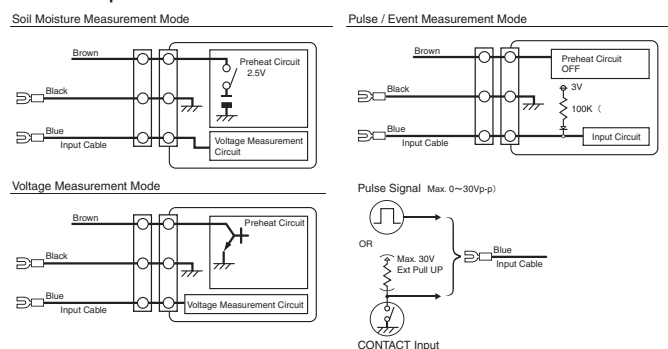 Soil Moisture Measurement Mode
Brown
Preheat Circuit
2.5V
Black
Blue
Input Cable
Voltage Measurement
Circuit
Pulse / Event Measurement Mode
Brown
Preheat Circuit
OFF
3V
Black
100K (
Blue
Input Cable
Input Circuit
Voltage Measurement Mode
Brown
Preheat Circuit
Black
Blue
Input Cable
Voltage Measurement Circuit
Pulse Signal Max. 0~30Vp-p)
OR
Max. 30V
Ext Pull UP
Blue
Input Cable
CONTACT Input